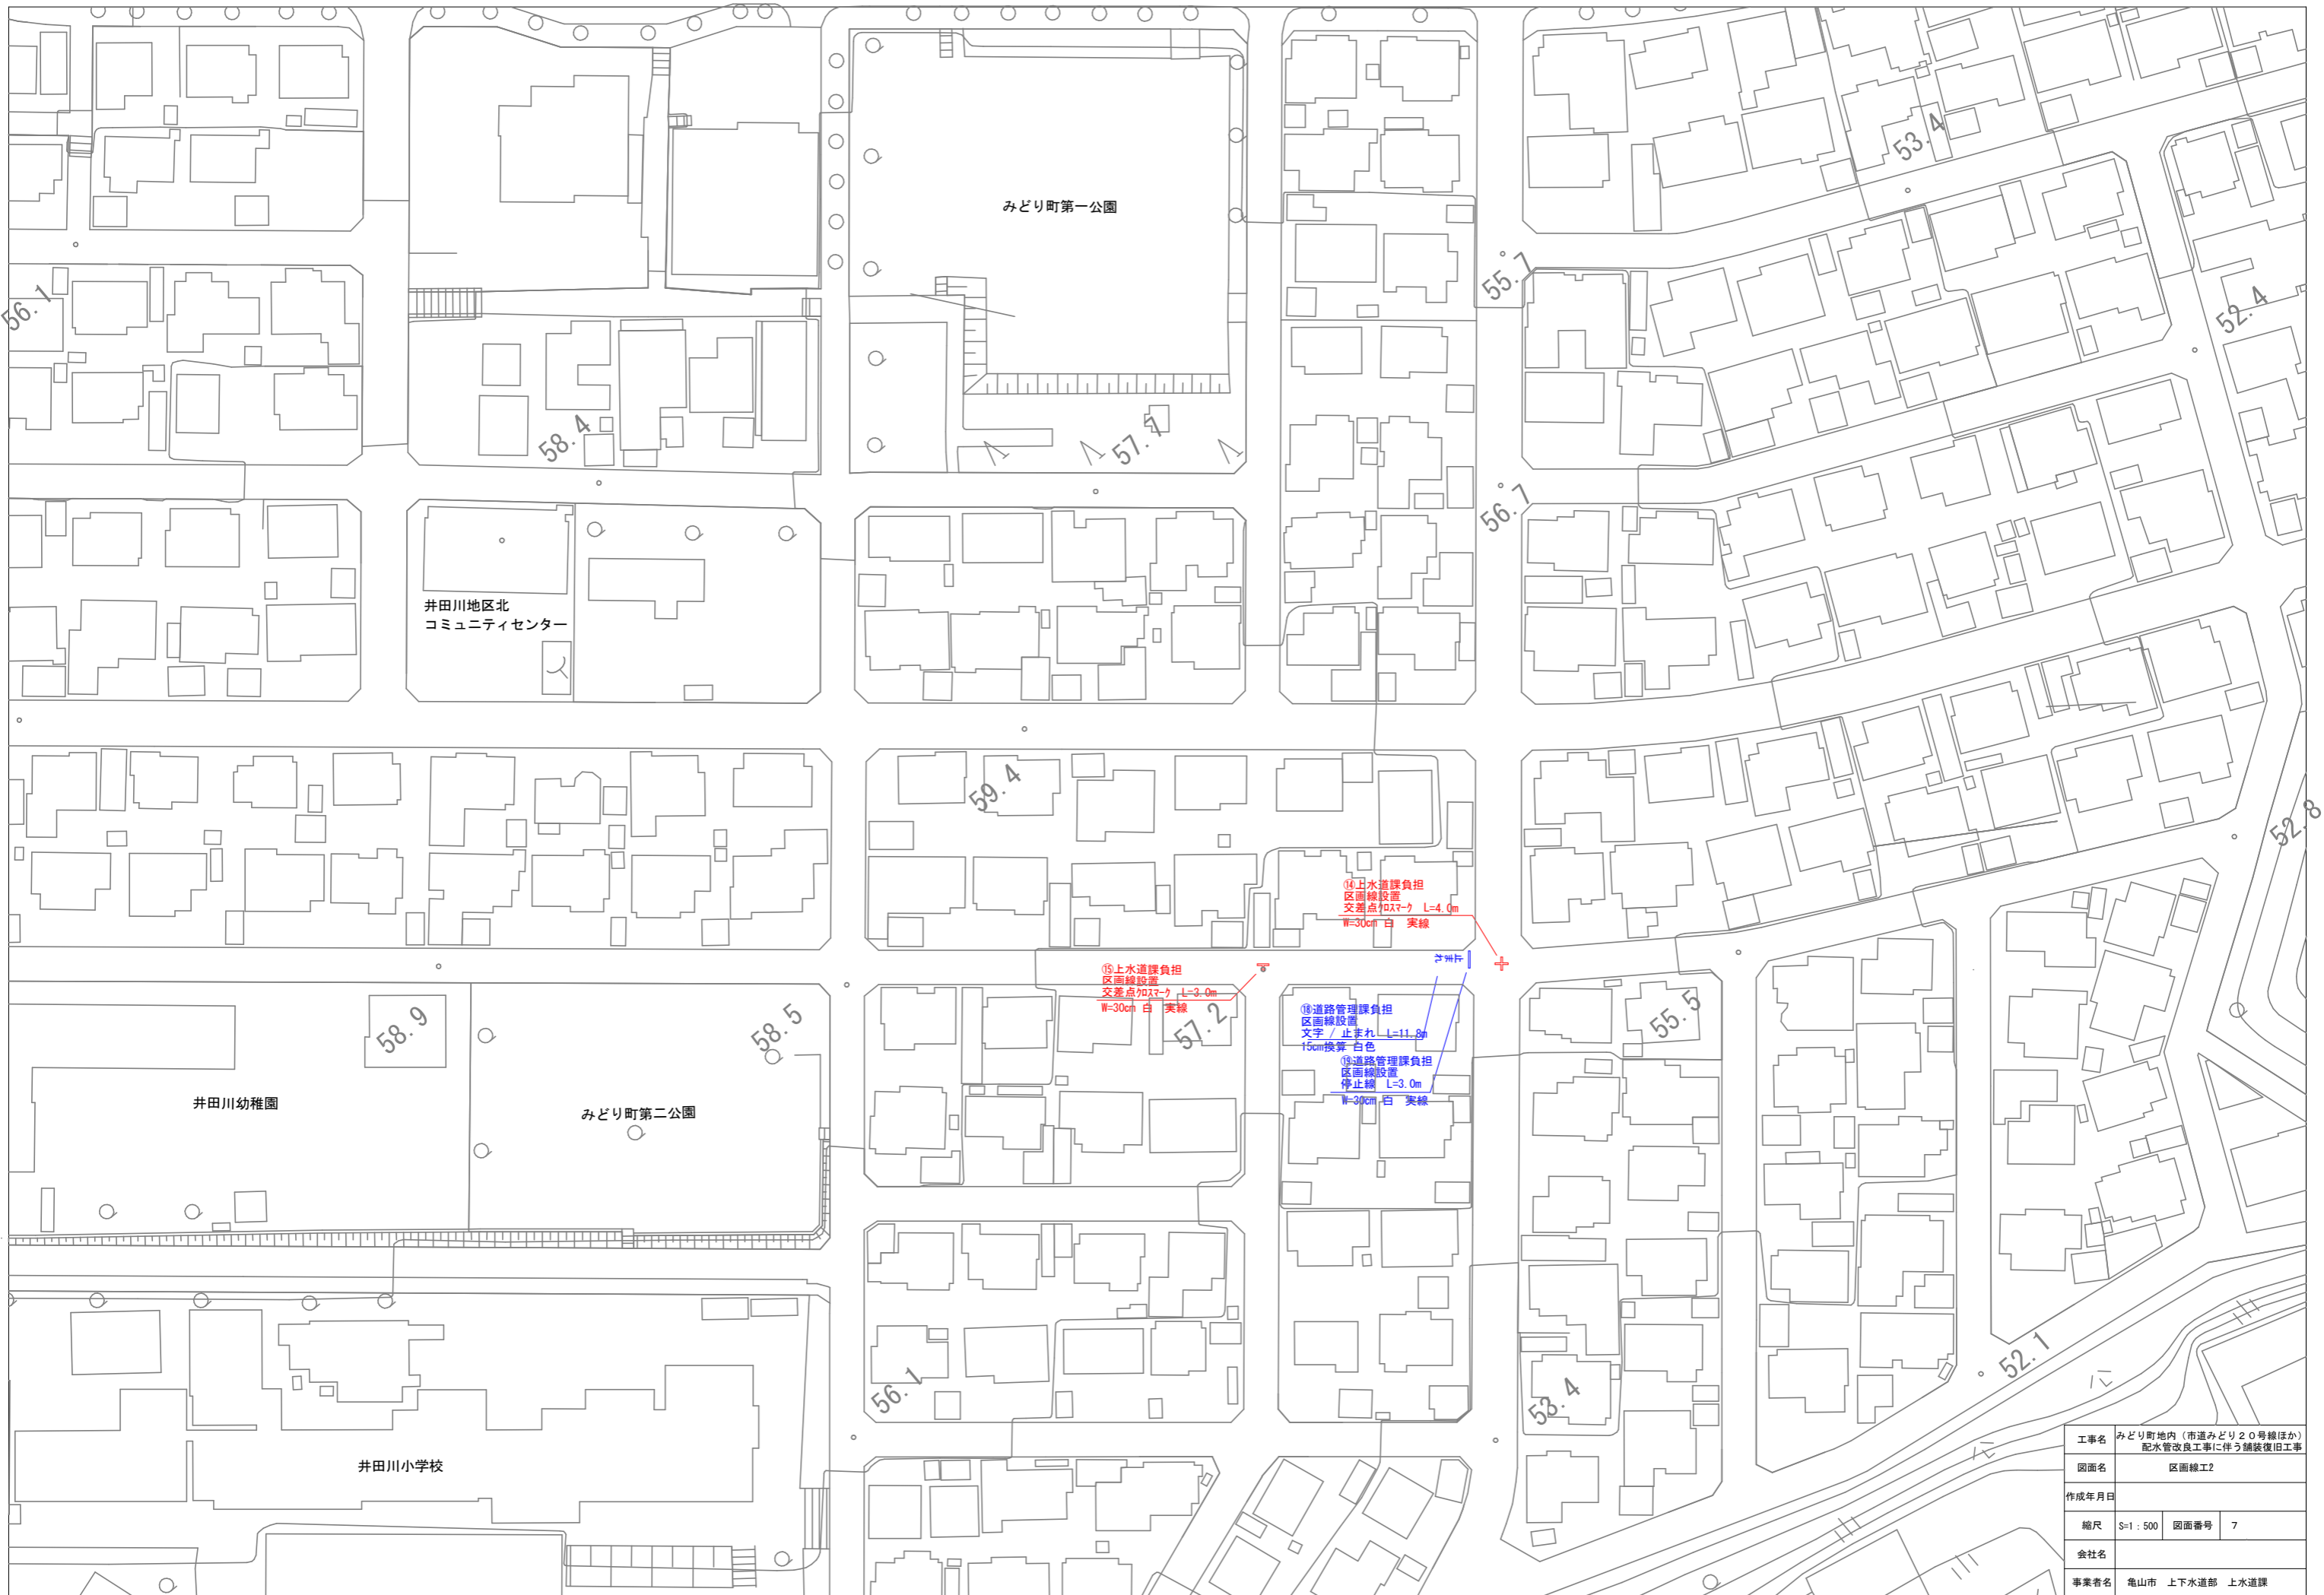 みどり町第一公園
53.4
56.1
55.7
52.4
58.4
57.7
56.7
井田川地区北
コミュニティセンター
59.4
52.8
⑭上水道課負担
区画線設置
交差点クロスマーク L=4.0m
W=30cm 白 実線
止まれ
⑮上水道課負担
区画線設置
交差点クロスマーク L=3.0m
W=30cm 白 実線
58.9
58.5
57.2
55.5
⑱道路管理課負担
区画線設置
文字 / 止まれ L=11.8m
15cm換算 白色
⑲道路管理課負担
区画線設置
停止線 L=3.0m
W=30cm 白 実線
井田川幼稚園
みどり町第二公園
56.1
53.4
52.1
井田川小学校
工事名 みどり町地内(市道みどり20号線ほか)
配水管改良工事に伴う舗装復旧工事
図面名 区画線工2
作成年月日
縮尺 S=1:500 図面番号 7
会社名
事業者名 亀山市 上下水道部 上水道課